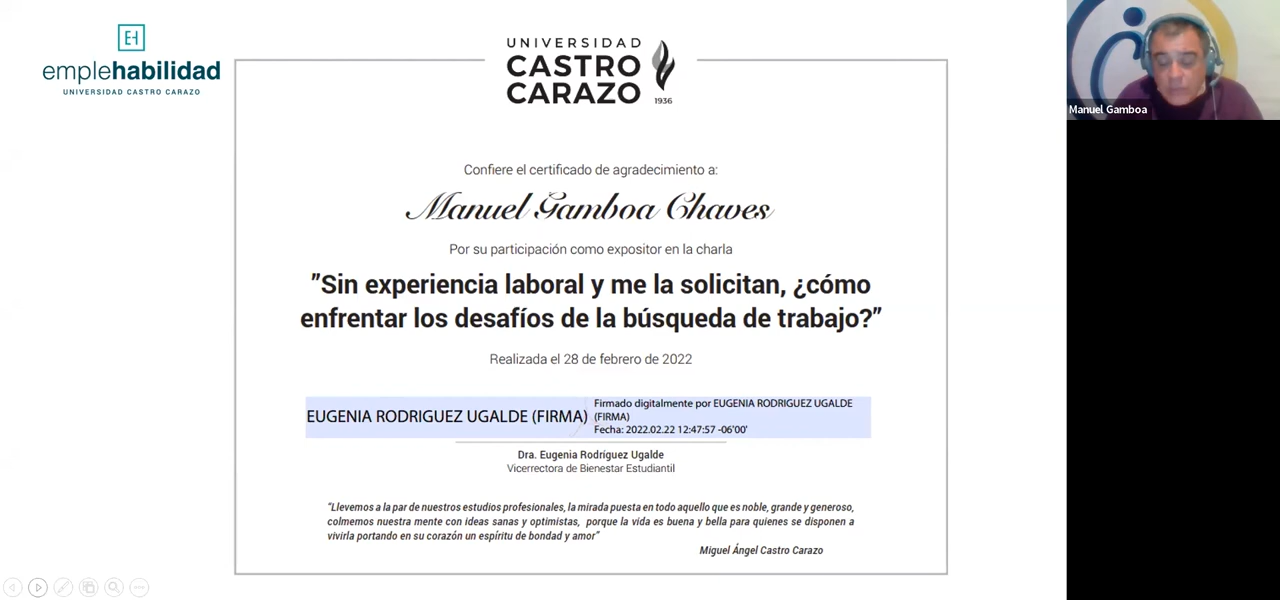 EH
emplehabilidad
UNIVERSIDAD CASTRO CARAZO
UNIVERSIDAD
CASTRO
CARAZO
1936
Confiere el certificado de agradecimiento a:
Manuel Gamboa Chaves
Por su participación como expositor en la charla
"Sin experiencia laboral y me la solicitan, ¿cómo
enfrentar los desafíos de la búsqueda de trabajo?"
Realizada el 28 de febrero de 2022
EUGENIA RODRIGUEZ UGALDE (FIRMA)
Firmado digitalmente por EUGENIA RODRIGUEZ UGALDE
(FIRMA)
Fecha: 2022.02.22 12:47:57 -06'00'
Dra. Eugenia Rodríguez Ugalde
Vicerrectora de Bienestar Estudiantil
"Llevemos a la par de nuestros estudios profesionales, la mirada puesta en todo aquello que es noble, grande y generoso,
colmemos nuestra mente con ideas sanas y optimistas, porque la vida es buena y bella para quienes se disponen a
vivirla portando en su corazón un espíritu de bondad y amor"
Miguel Ángel Castro Carazo
Manuel Gamboa